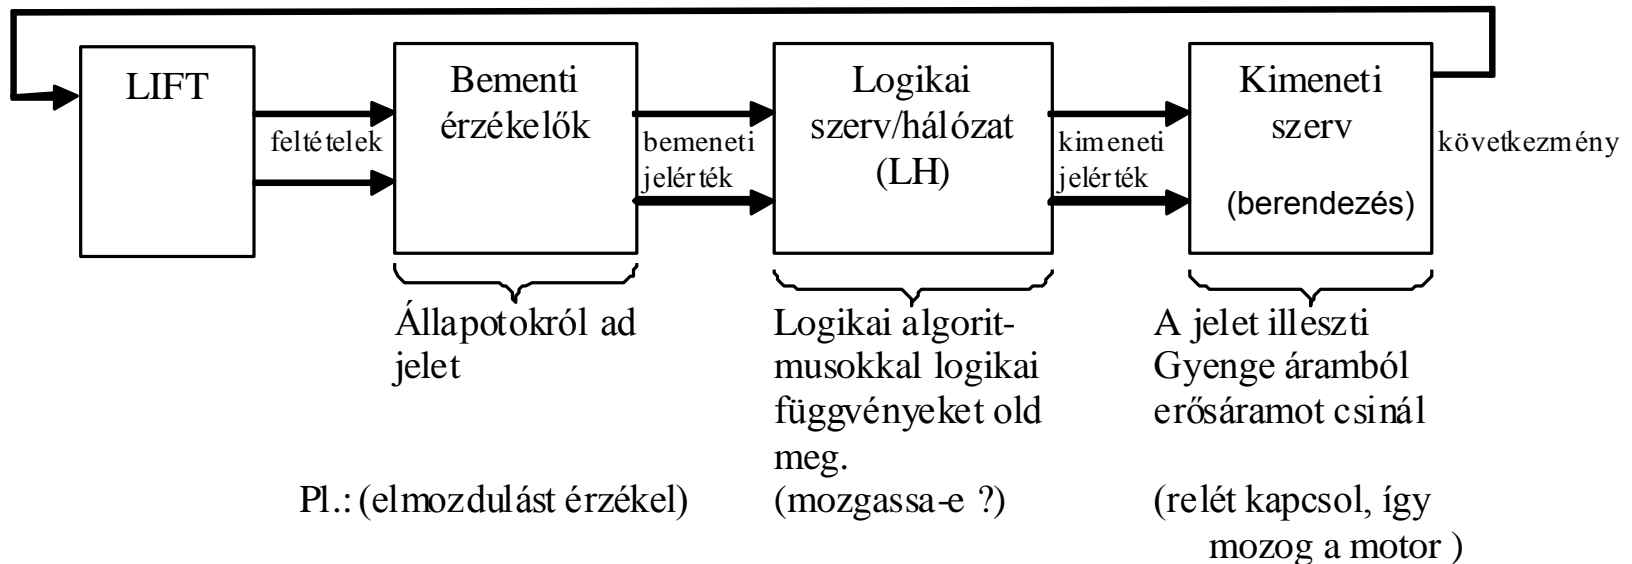 LIFT
feltételek
Bementi
érzékelők
bemeneti
jelérték
Logikai
szerv/hálózat
(LH)
kimeneti
jelérték
Kimeneti
szerv
(berendezés)
következmény
Állapotokról ad
jelet
Logikai algorit-
musokkal logikai
függvényeket old
meg.
A jelet illeszti
Gyenge áramból
erősáramot csinál
Pl.: (elmozdulást érzékel)
(mozgassa-e ?)
(relét kapcsol, így
mozog a motor )